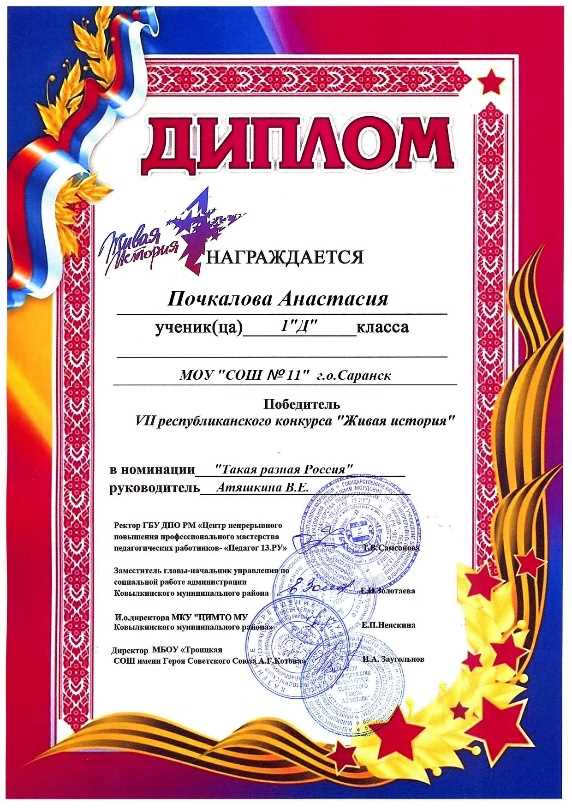 ДИПЛОМ
Живая
история
НАГРАЖДАЕТСЯ
Почкалова Анастасия
ученик(ца) 1"Д" класса
МОУ "СОШ № 11" г.о.Саранск
Победитель
VII республиканского конкурса "Живая история"
в номинации "Такая разная Россия"
руководитель Атяшкина В.Е.
Ректор ГБУ ДПО РМ «Центр непрерывного
повышения профессионального мастерства
педагогических работников- «Педагог 13.РУ» Т.В.Самсонова
Заместитель главы-начальник управления по
социальной работе администрации
Ковылкинского муниципального района Е.И.Золотаева
И.о.директора МКУ "ЦИМТО МУ
Ковылкинского муниципального района» Е.П.Ненскина
Директор МБОУ «Троицкая
СОШ имени Героя Советского Союза А.Г.Котова» Н.А. Заугольнов